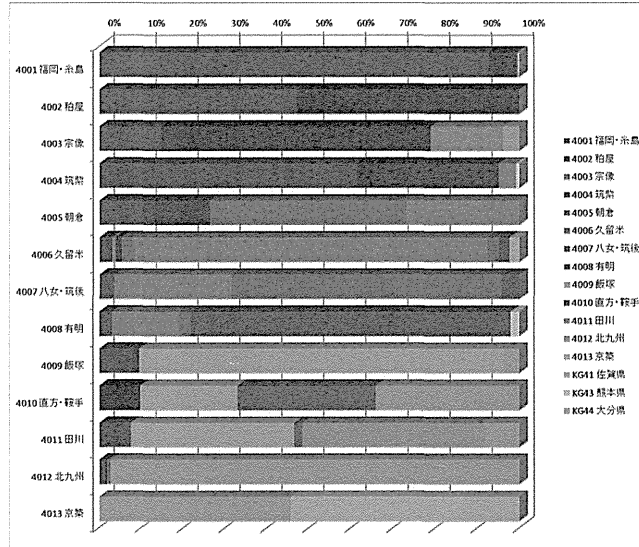 0% 10% 20% 30% 40% 50% 60% 70% 80% 90% 100%
4001 福岡・糸島
4002 粕屋
4003 宗像
4004 筑紫
4005 朝倉
4006 久留米
4007 八女・筑後
4008 有明
4009 飯塚
4010 直方・鞍手
4011 田川
4012 北九州
4013 京築
4001 福岡・糸島
4002 粕屋
4003 宗像
4004 筑紫
4005 朝倉
4006 久留米
4007 八女・筑後
4008 有明
4009 飯塚
4010 直方・鞍手
4011 田川
4012 北九州
4013 京築
KG41 佐賀県
KG43 熊本県
KG44 大分県